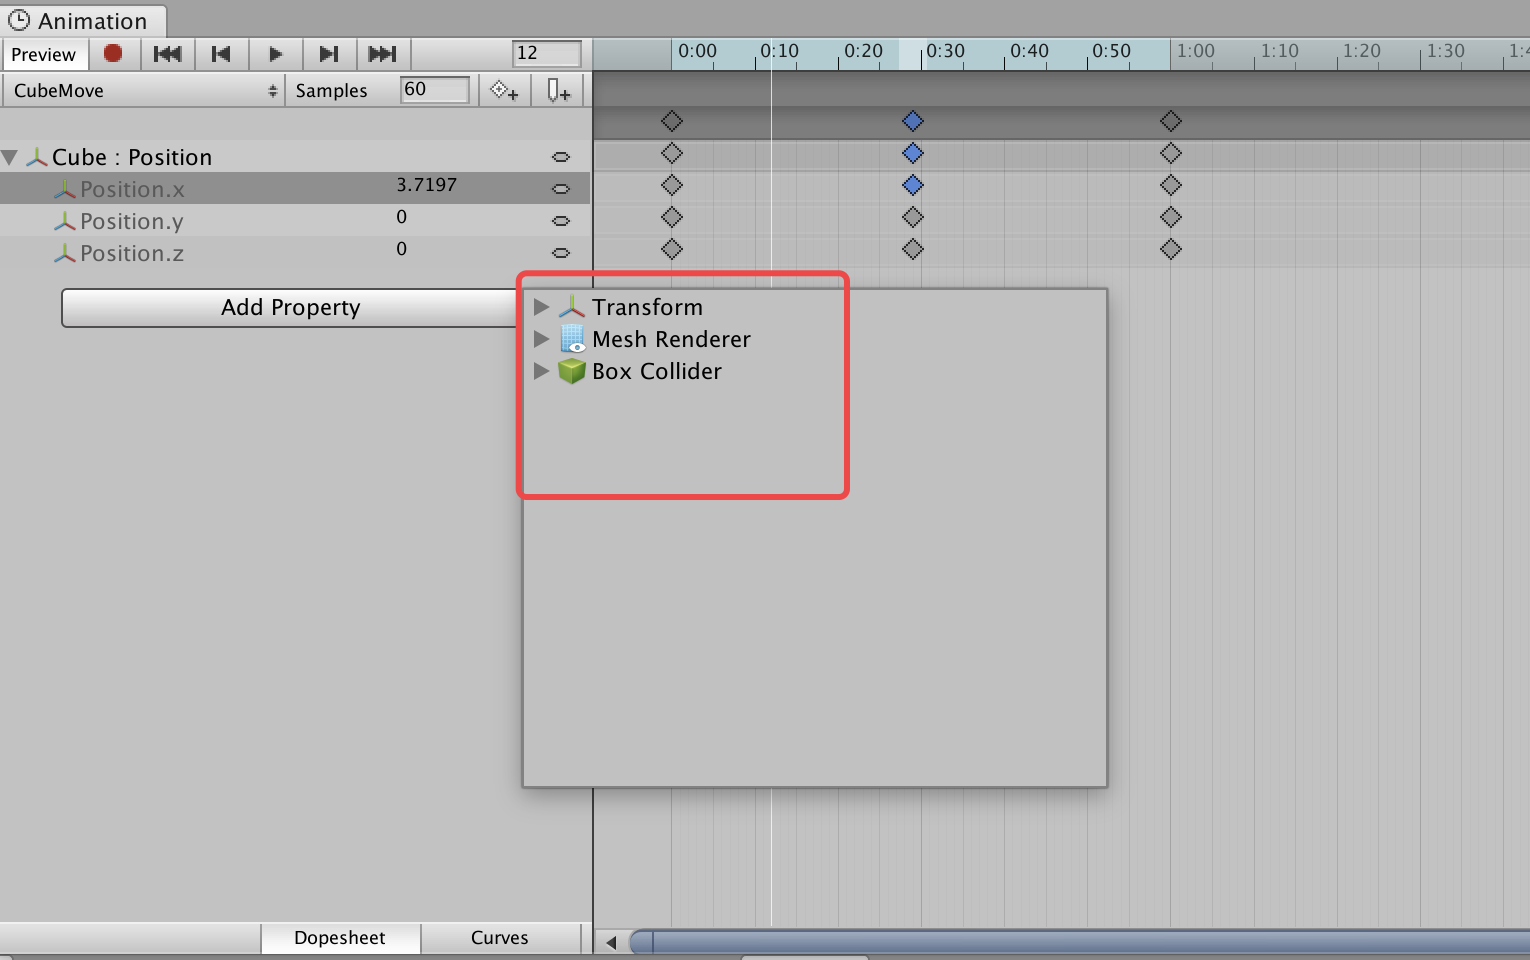 Animation
Preview 12 0:00 0:10 0:20 0:30 0:40 0:50 1:00 1:10 1:20 1:30
CubeMove Samples 60
Cube : Position
Position.x 3.7197
Position.y 0
Position.z 0
Add Property
Transform
Mesh Renderer
Box Collider
Dopesheet Curves